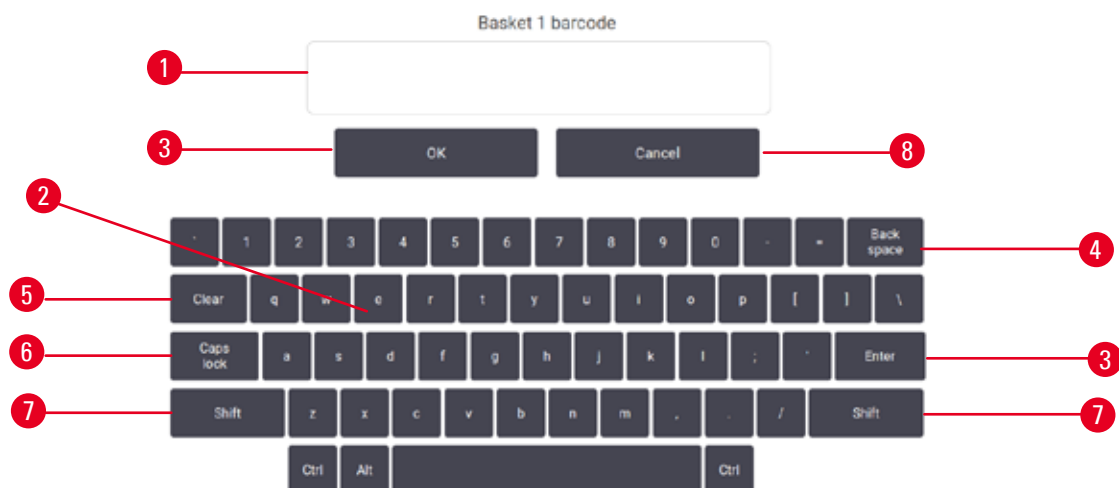 Basket 1 barcode
1
3 OK Cancel 8
2
` 1 2 3 4 5 6 7 8 9 0 - = Back space 4
5 Clear q w e r t y u i o p [ ] \
6 Caps lock a s d f g h j k l ; ' Enter 3
7 Shift z x c v b n m , . / Shift 7
Ctrl Alt Ctrl